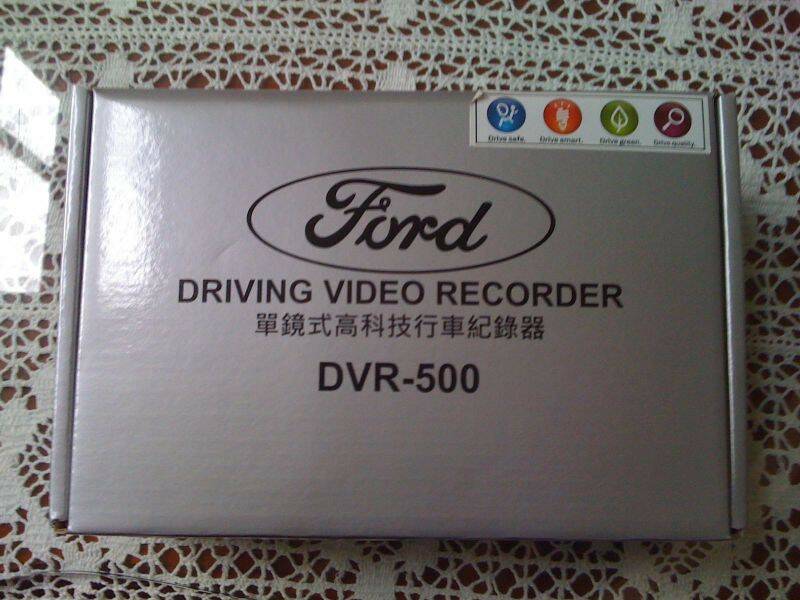 Drive safe. Drive smart. Drive green. Drive quality.
Ford
DRIVING VIDEO RECORDER
單鏡式高科技行車紀錄器
DVR-500